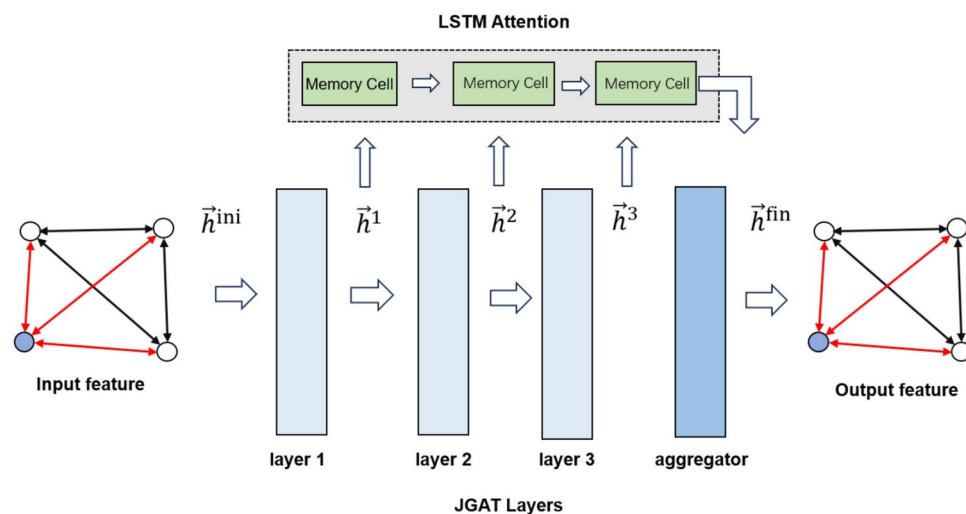 LSTM Attention
Memory Cell
Memory Cell
Memory Cell
h⃗^ini
h⃗^1
h⃗^2
h⃗^3
h⃗^fin
Input feature
Output feature
layer 1
layer 2
layer 3
aggregator
JGAT Layers